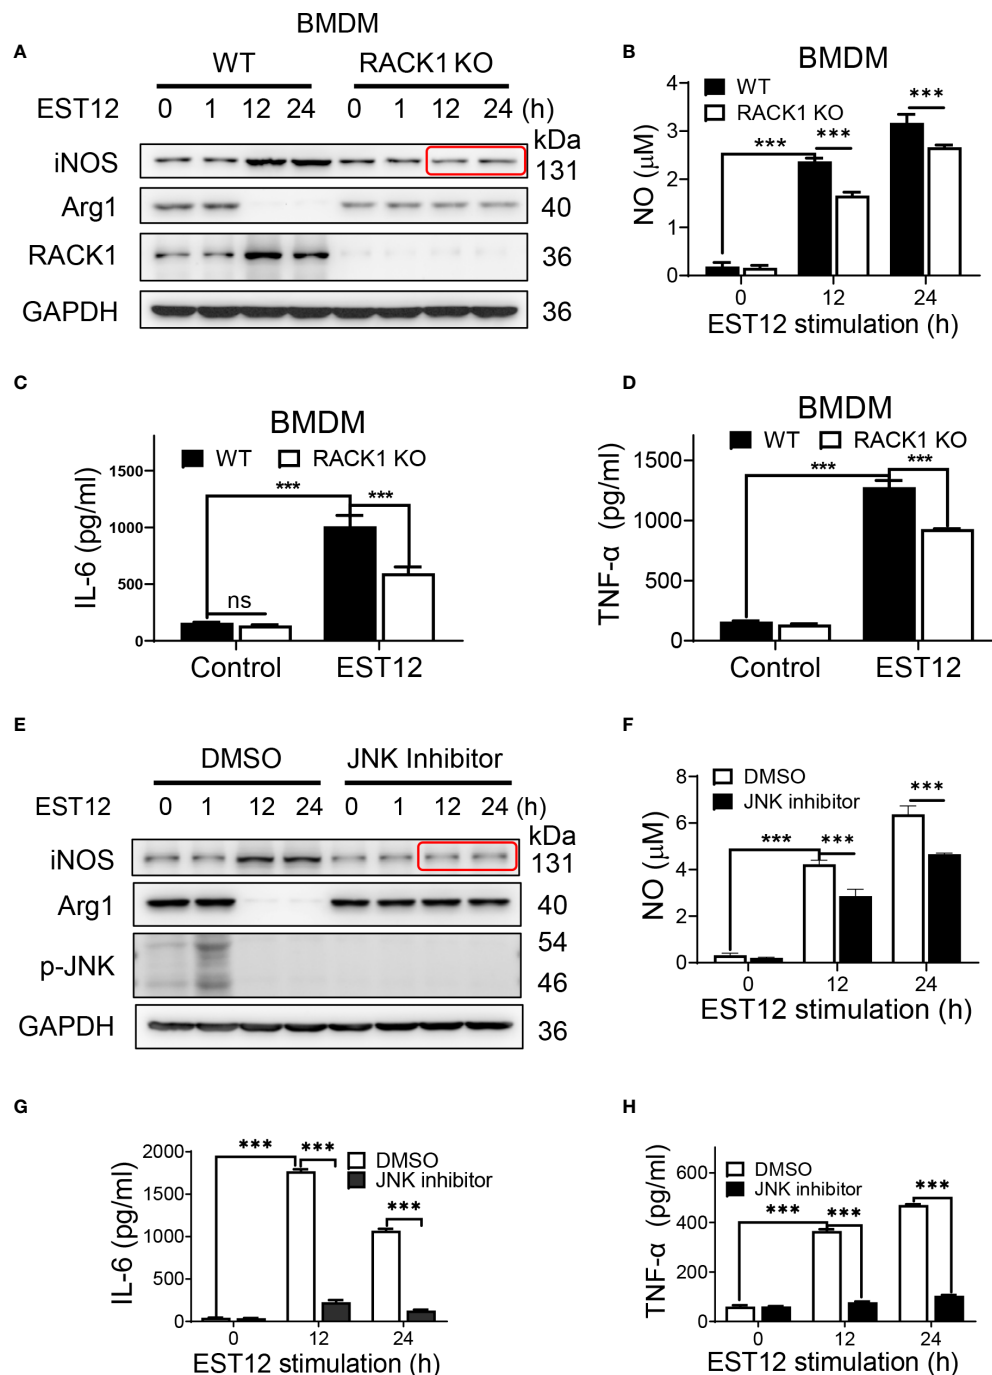 BMDM
A
WT RACK1 KO
EST12 0 1 12 24 0 1 12 24 (h)
kDa
iNOS 131
Arg1 40
RACK1 36
GAPDH 36
B
BMDM
WT
RACK1 KO
***
***
***
NO (μM)
4
3
2
1
0
0 12 24
EST12 stimulation (h)
C
BMDM
WT RACK1 KO
***
***
ns
IL-6 (pg/ml)
1500
1000
500
0
Control EST12
D
BMDM
WT RACK1 KO
***
***
TNF-α (pg/ml)
1500
1000
500
0
Control EST12
E
DMSO JNK Inhibitor
EST12 0 1 12 24 0 1 12 24 (h)
kDa
iNOS 131
Arg1 40
p-JNK 54
46
GAPDH 36
F
DMSO
JNK inhibitor
***
***
***
NO (μM)
8
6
4
2
0
0 12 24
EST12 stimulation (h)
G
DMSO
JNK inhibitor
***
***
***
IL-6 (pg/ml)
2000
1500
1000
500
0
0 12 24
EST12 stimulation (h)
H
DMSO
JNK inhibitor
***
***
***
TNF-α (pg/ml)
600
400
200
0
0 12 24
EST12 stimulation (h)